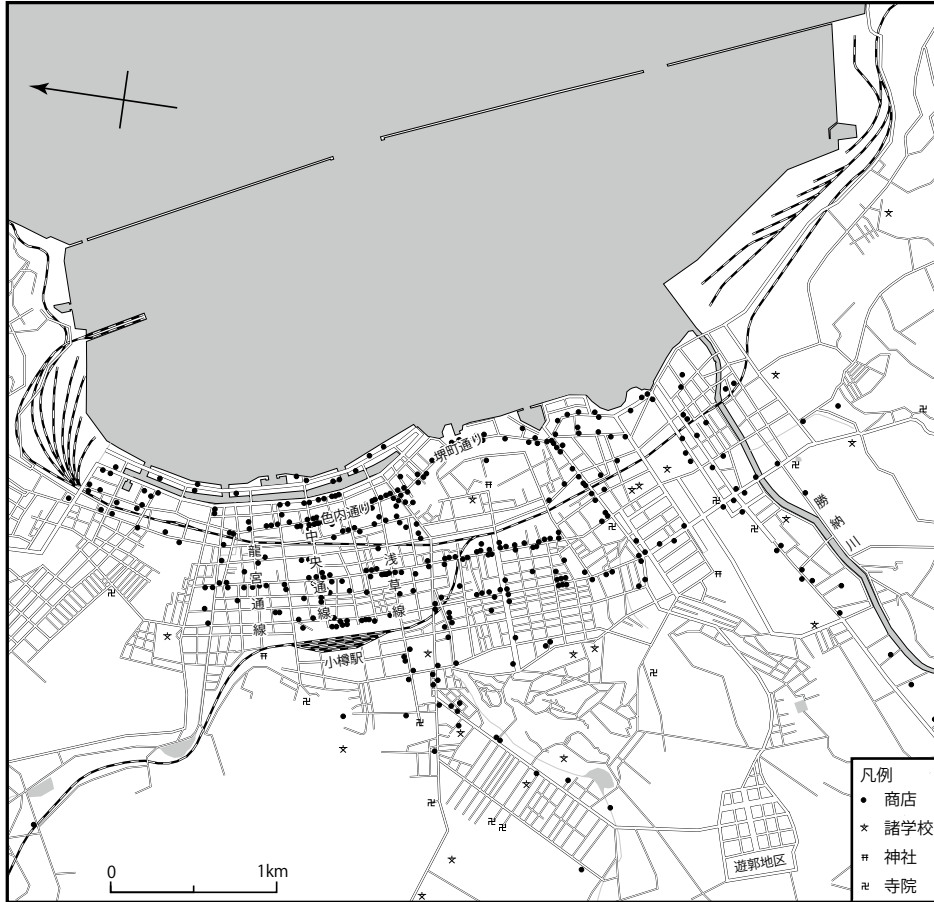 堺町通り
色内通り
龍宮通線
中央通線
浅草線
勝納川
小樽駅
遊郭地区
0 1km
凡例
商店
諸学校
神社
寺院